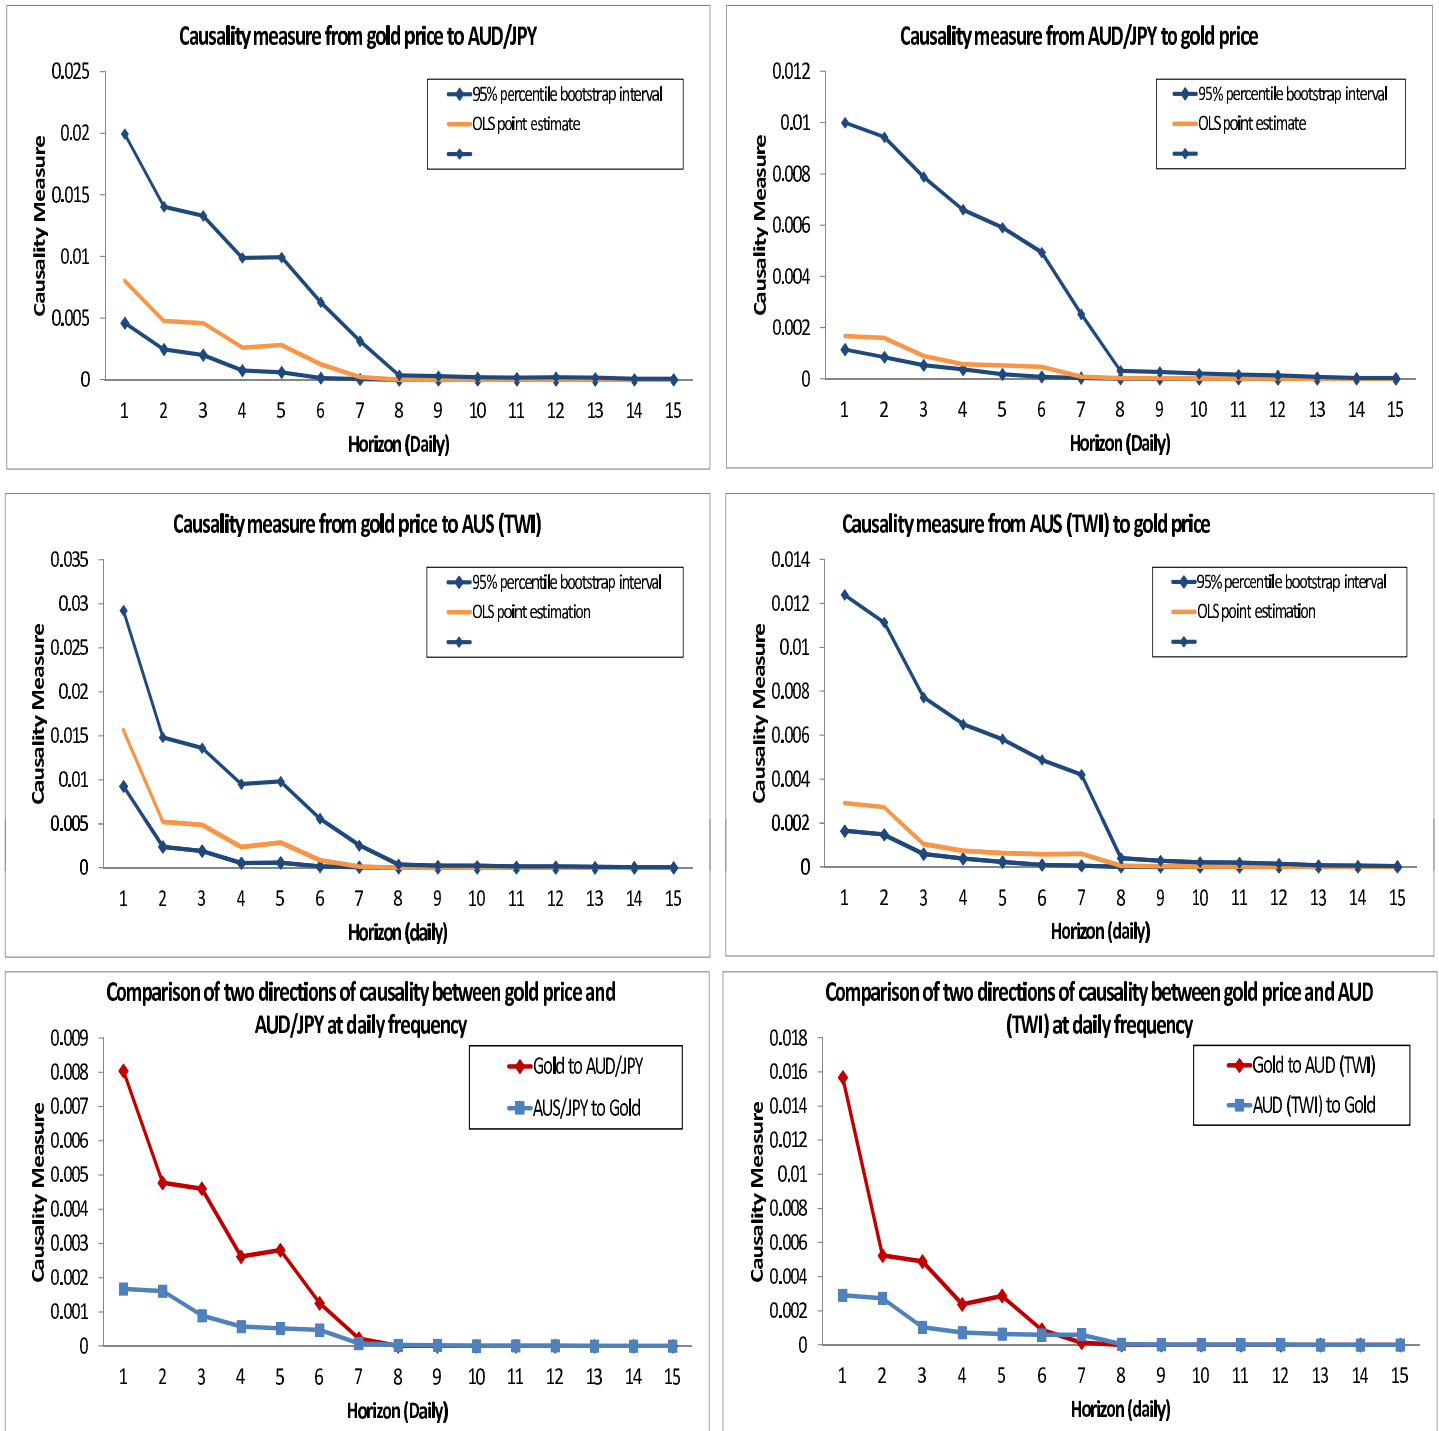 Causality measure from gold price to AUD/JPY
0.025
0.02
0.015
0.01
0.005
0
Causality Measure
95% percentile bootstrap interval
OLS point estimate
1 2 3 4 5 6 7 8 9 10 11 12 13 14 15
Horizon (Daily)
Causality measure from AUD/JPY to gold price
0.012
0.01
0.008
0.006
0.004
0.002
0
Causality Measure
95% percentile bootstrap interval
OLS point estimate
1 2 3 4 5 6 7 8 9 10 11 12 13 14 15
Horizon (Daily)
Causality measure from gold price to AUS (TWI)
0.035
0.03
0.025
0.02
0.015
0.01
0.005
0
Causality Measure
95% percentile bootstrap interval
OLS point estimation
1 2 3 4 5 6 7 8 9 10 11 12 13 14 15
Horizon (daily)
Causality measure from AUS (TWI) to gold price
0.014
0.012
0.01
0.008
0.006
0.004
0.002
0
Causality Measure
95% percentile bootstrap interval
OLS point estimation
1 2 3 4 5 6 7 8 9 10 11 12 13 14 15
Horizon (daily)
Comparison of two directions of causality between gold price and
AUD/JPY at daily frequency
0.009
0.008
0.007
0.006
0.005
0.004
0.003
0.002
0.001
0
Causality Measure
Gold to AUD/JPY
AUS/JPY to Gold
1 2 3 4 5 6 7 8 9 10 11 12 13 14 15
Horizon (Daily)
Comparison of two directions of causality between gold price and AUD
(TWI) at daily frequency
0.018
0.016
0.014
0.012
0.01
0.008
0.006
0.004
0.002
0
Causality Measure
Gold to AUD (TWI)
AUD (TWI) to Gold
1 2 3 4 5 6 7 8 9 10 11 12 13 14 15
Horizon (daily)